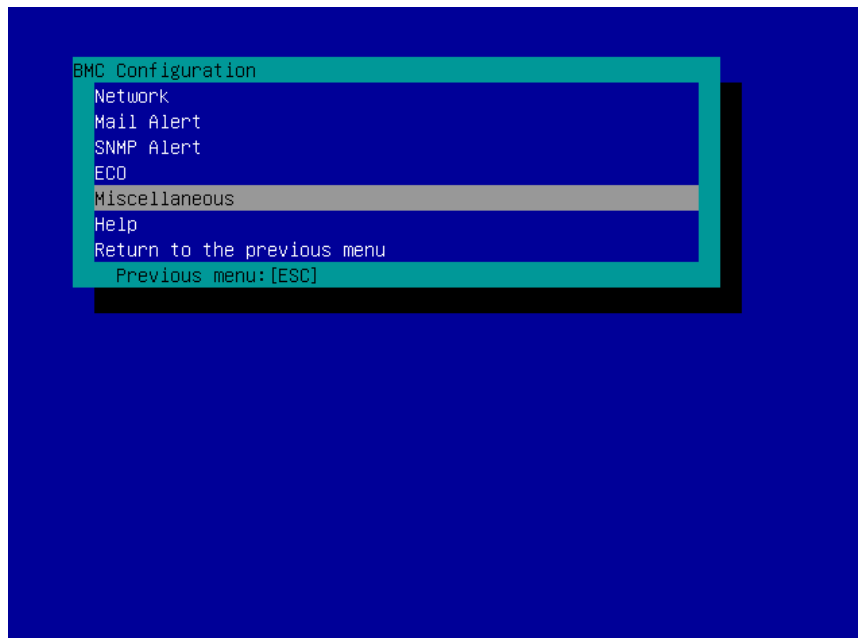 BMC Configuration
Network
Mail Alert
SNMP Alert
ECO
Miscellaneous
Help
Return to the previous menu
Previous menu:[ESC]